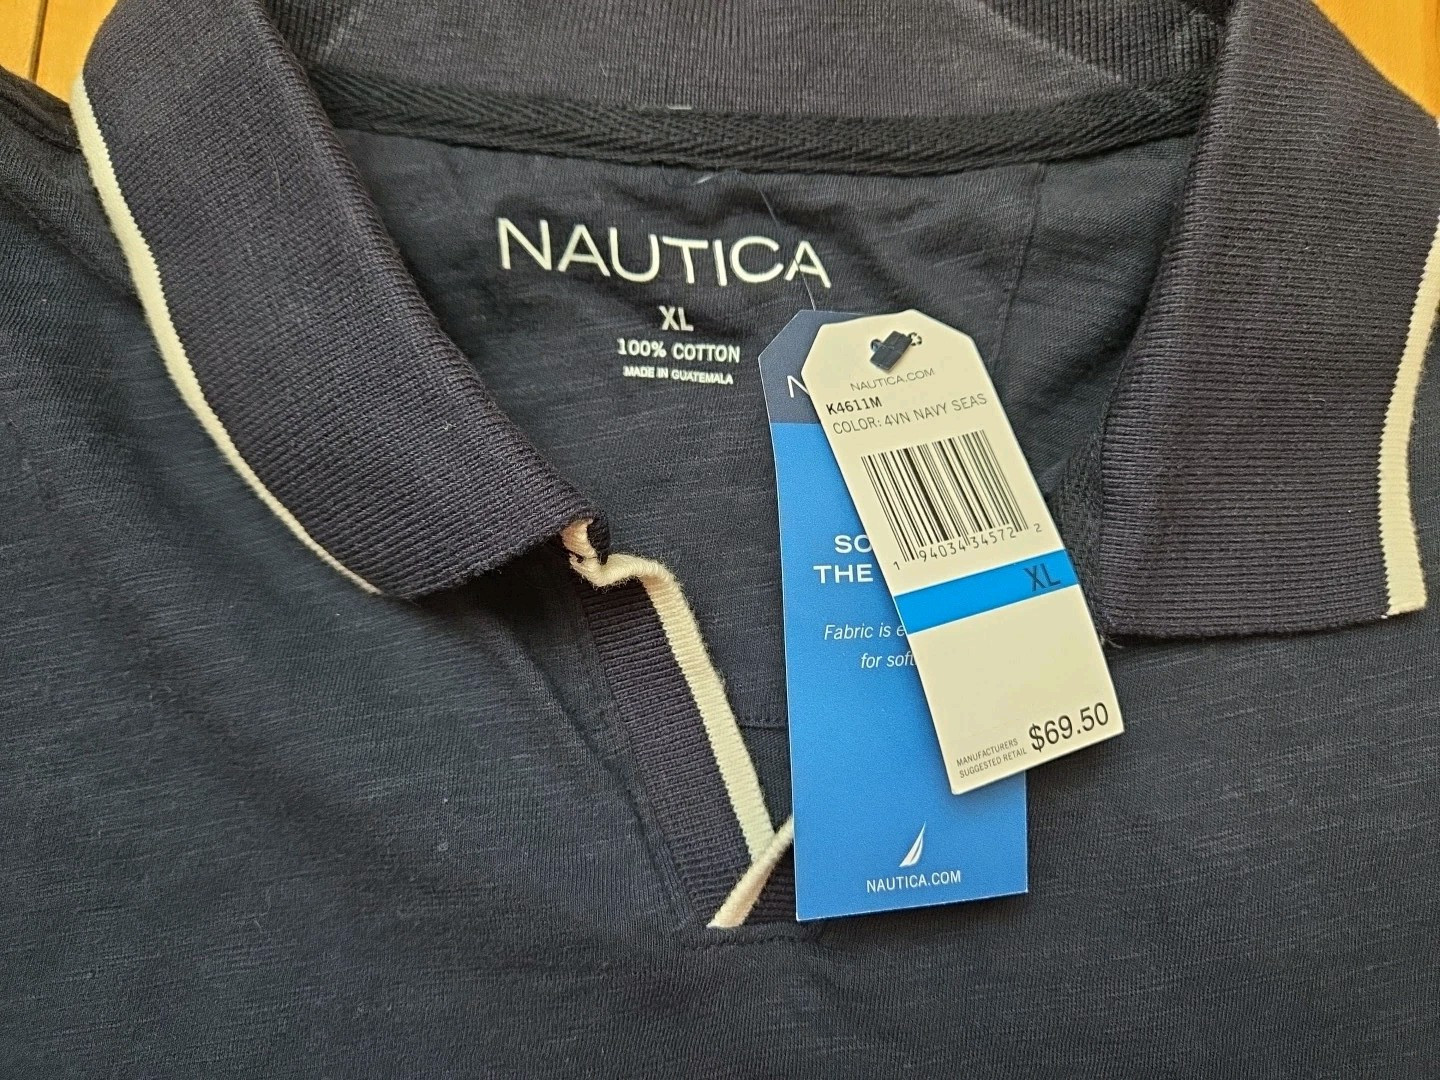 NAUTICA
XL
100% COTTON
MADE IN GUATEMALA
N
NAUTICA.COM
K4611M
COLOR: 4VN NAVY SEAS
1 94034 34572 2
XL
MANUFACTURERS
SUGGESTED RETAIL
$69.50
SO
THE
Fabric is e
for soft
NAUTICA.COM